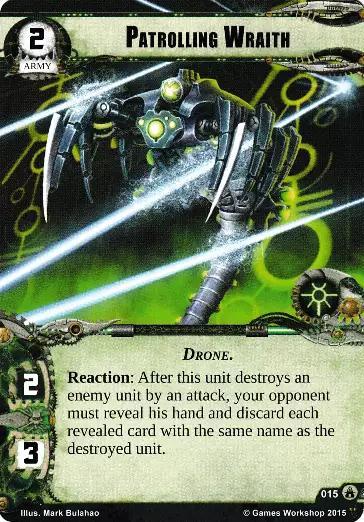 2
PATROLLING WRAITH
ARMY
DRONE.
2
Reaction: After this unit destroys an
enemy unit by an attack, your opponent
must reveal his hand and discard each
revealed card with the same name as the
destroyed unit.
3
015
Illus. Mark Bulahao
© Games Workshop 2015